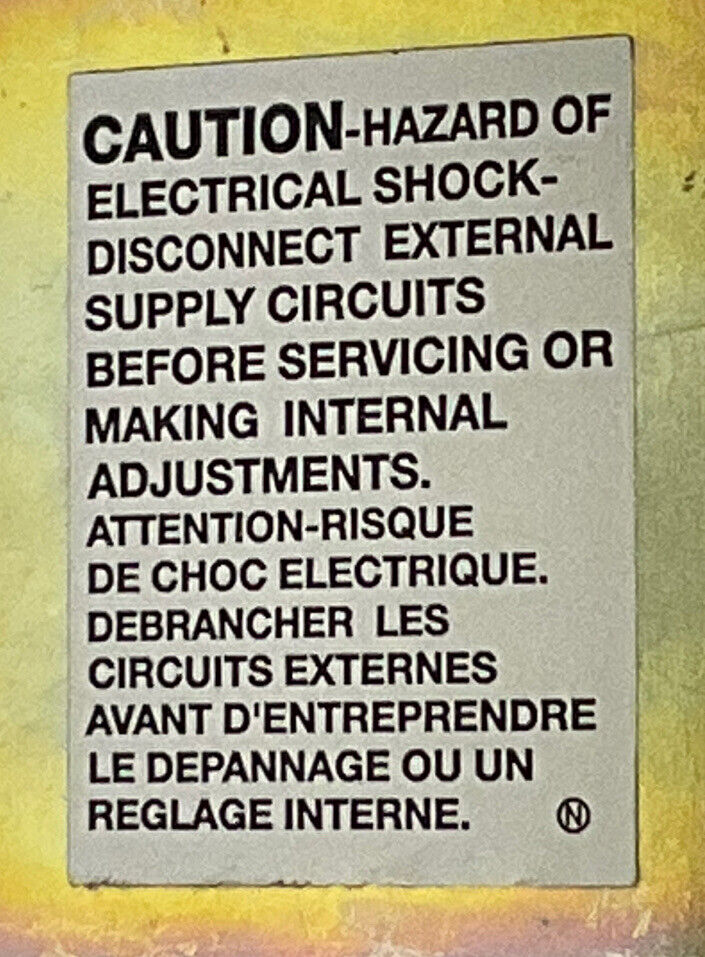 CAUTION-HAZARD OF
ELECTRICAL SHOCK-
DISCONNECT EXTERNAL
SUPPLY CIRCUITS
BEFORE SERVICING OR
MAKING INTERNAL
ADJUSTMENTS.
ATTENTION-RISQUE
DE CHOC ELECTRIQUE.
DEBRANCHER LES
CIRCUITS EXTERNES
AVANT D'ENTREPRENDRE
LE DEPANNAGE OU UN
REGLAGE INTERNE. Ⓝ